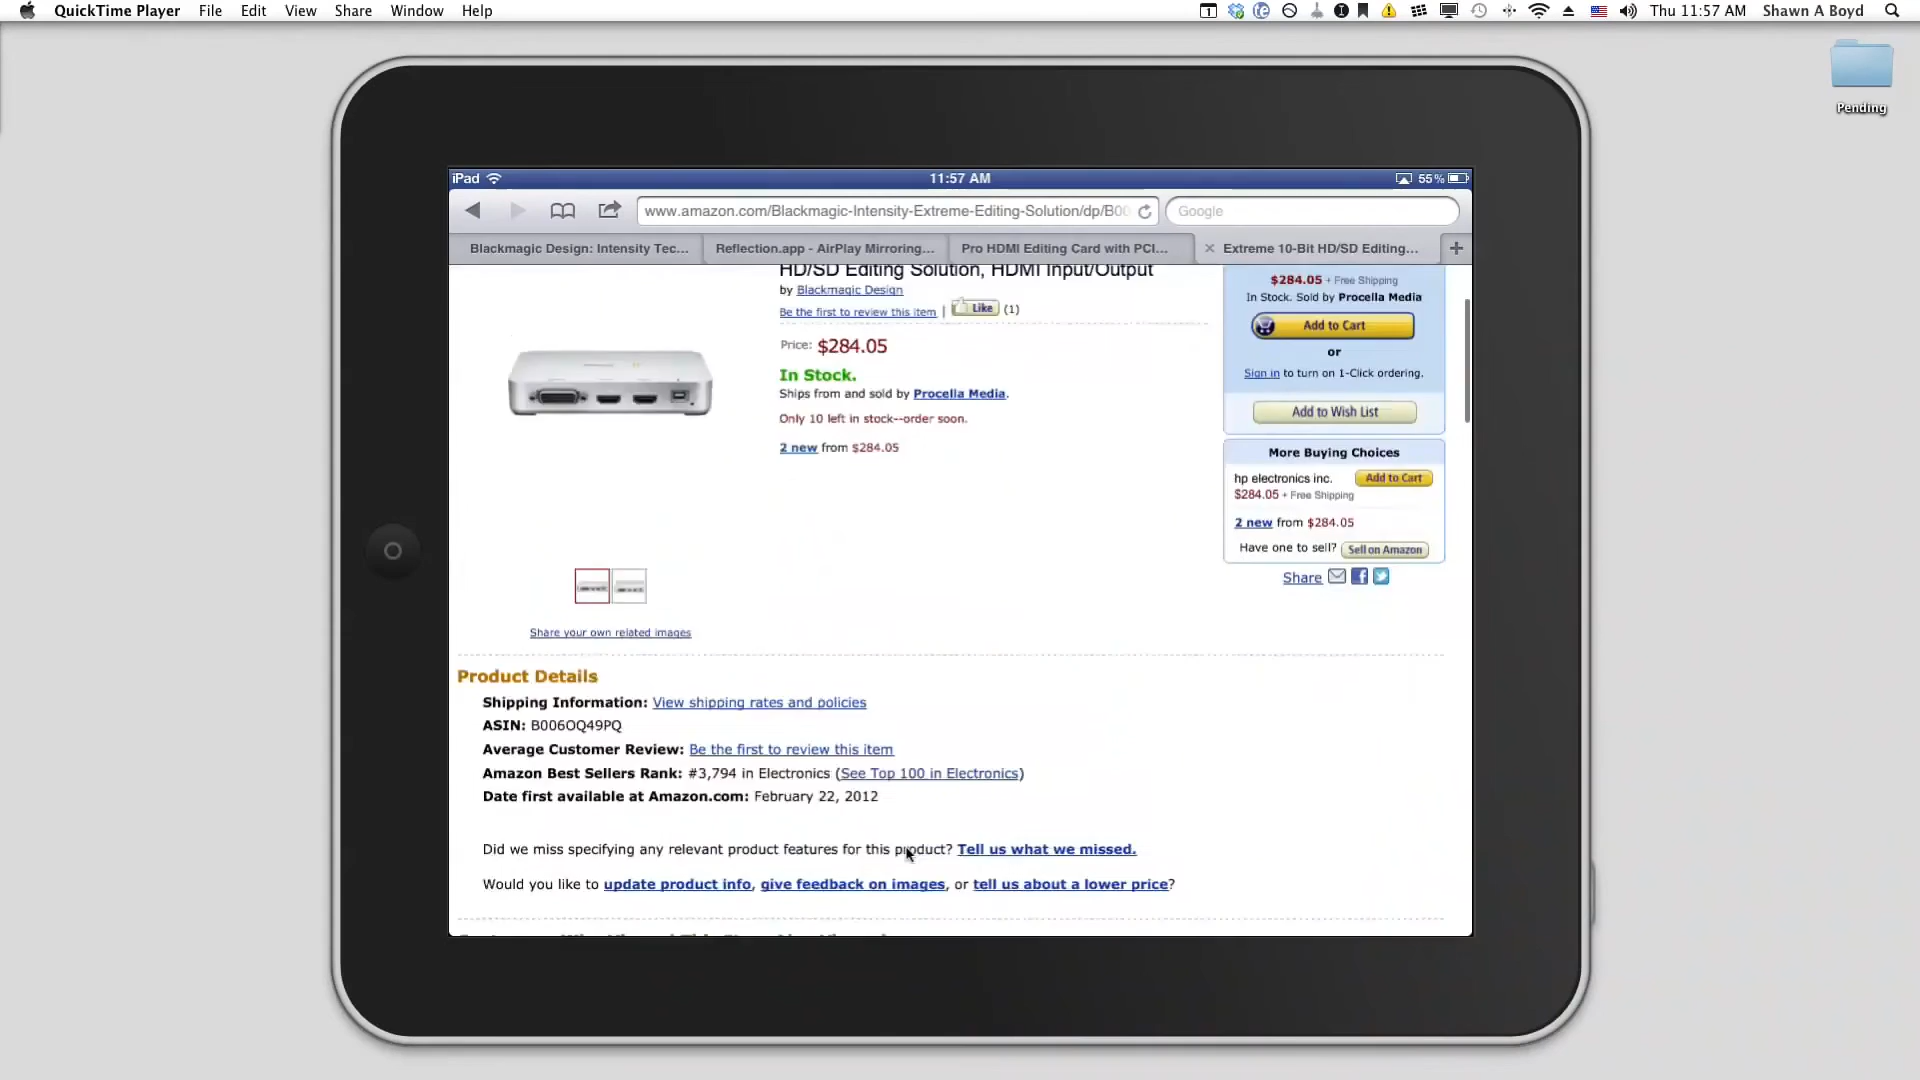 QuickTime Player File Edit View Share Window Help
1 Thu 11:57 AM Shawn A Boyd
Pending
iPad 11:57 AM 55%
www.amazon.com/Blackmagic-Intensity-Extreme-Editing-Solution/dp/B00 Google
Blackmagic Design: Intensity Tec... Reflection.app - AirPlay Mirroring... Pro HDMI Editing Card with PCI... Extreme 10-Bit HD/SD Editing...
HD/SD Editing Solution, HDMI Input/Output
by Blackmagic Design
Be the first to review this item | Like (1)
Price: $284.05
In Stock.
Ships from and sold by Procella Media.
Only 10 left in stock--order soon.
2 new from $284.05
$284.05 + Free Shipping
In Stock. Sold by Procella Media
Add to Cart
or
Sign in to turn on 1-Click ordering.
Add to Wish List
More Buying Choices
hp electronics inc. Add to Cart
$284.05 + Free Shipping
2 new from $284.05
Have one to sell? Sell on Amazon
Share
Share your own related images
Product Details
Shipping Information: View shipping rates and policies
ASIN: B006OQ49PQ
Average Customer Review: Be the first to review this item
Amazon Best Sellers Rank: #3,794 in Electronics (See Top 100 in Electronics)
Date first available at Amazon.com: February 22, 2012
Did we miss specifying any relevant product features for this product? Tell us what we missed.
Would you like to update product info, give feedback on images, or tell us about a lower price?